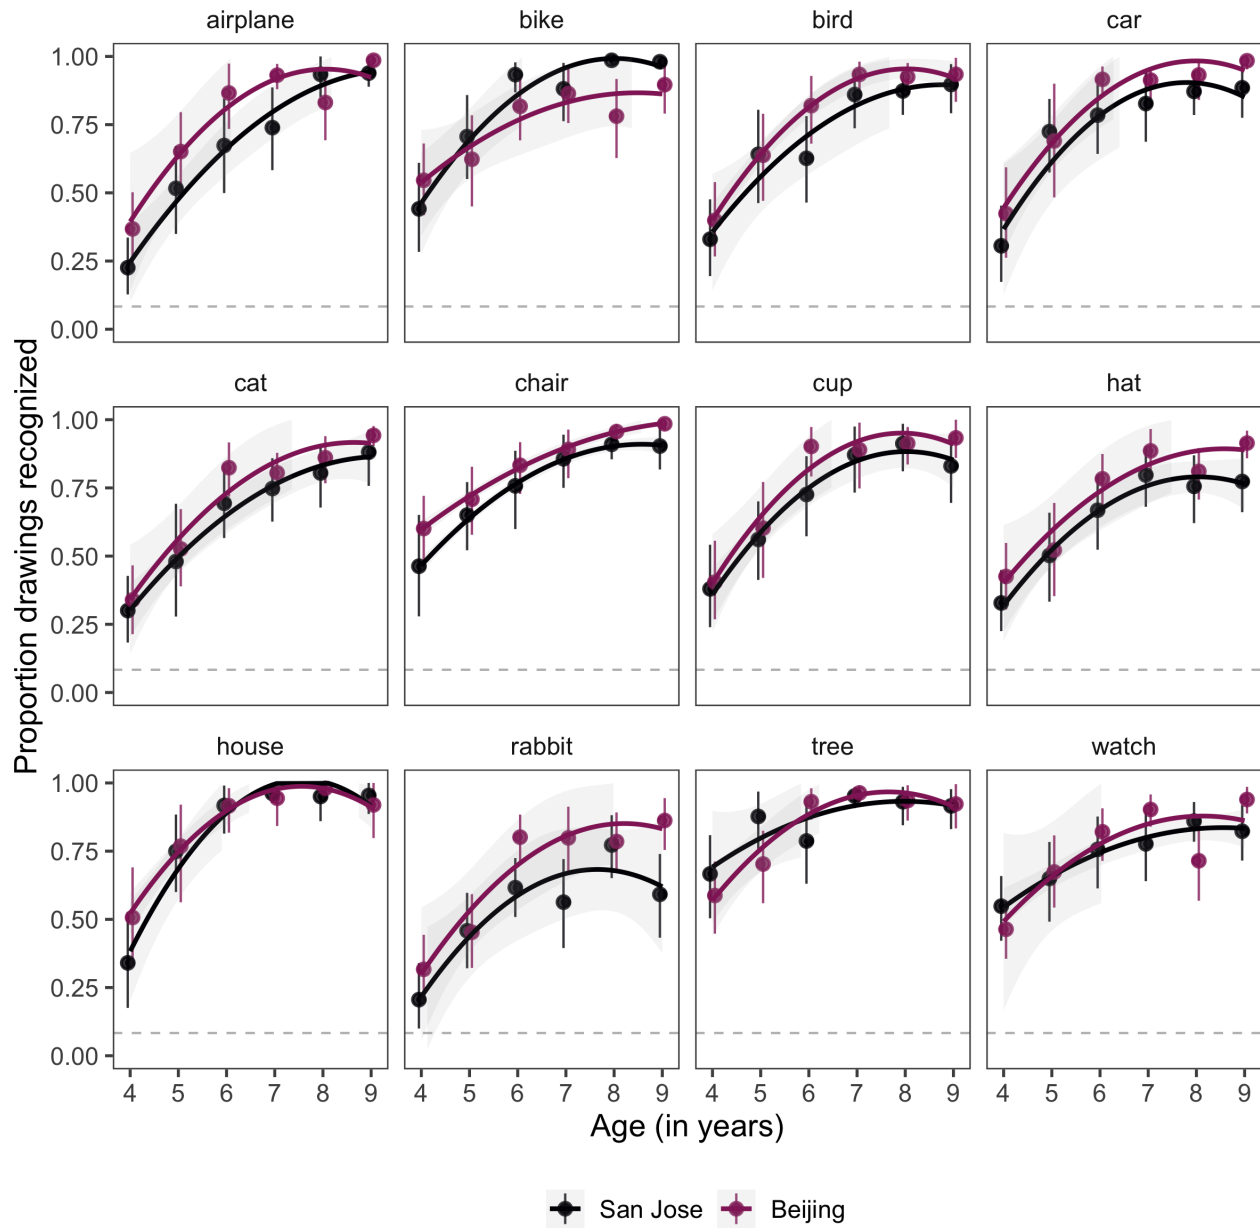 airplane bike bird car
1.00
0.75
0.50
0.25
0.00
cat chair cup hat
1.00
0.75
0.50
0.25
0.00
Proportion drawings recognized
house rabbit tree watch
1.00
0.75
0.50
0.25
0.00
4 5 6 7 8 9 4 5 6 7 8 9 4 5 6 7 8 9 4 5 6 7 8 9
Age (in years)
San Jose Beijing